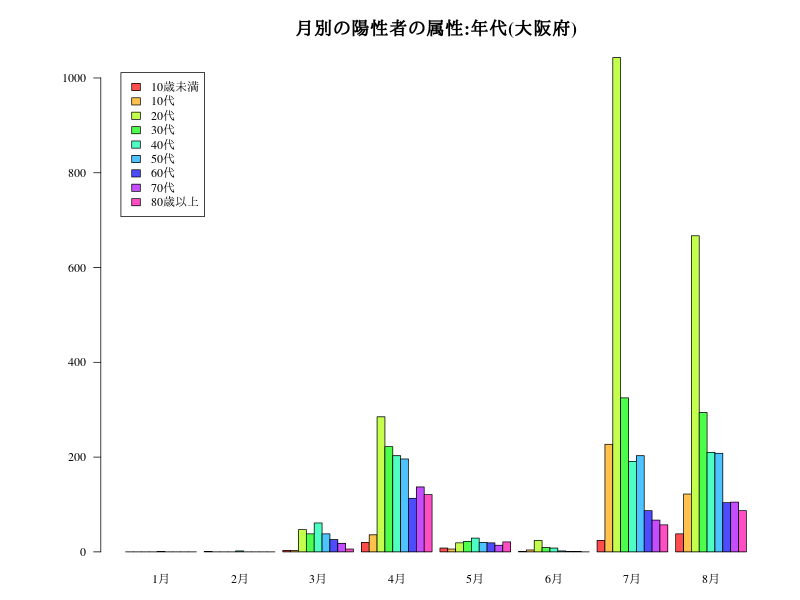 月別の陽性者の属性:年代(大阪府)
1000
800
600
400
200
0
10歳未満
10代
20代
30代
40代
50代
60代
70代
80歳以上
1月 2月 3月 4月 5月 6月 7月 8月